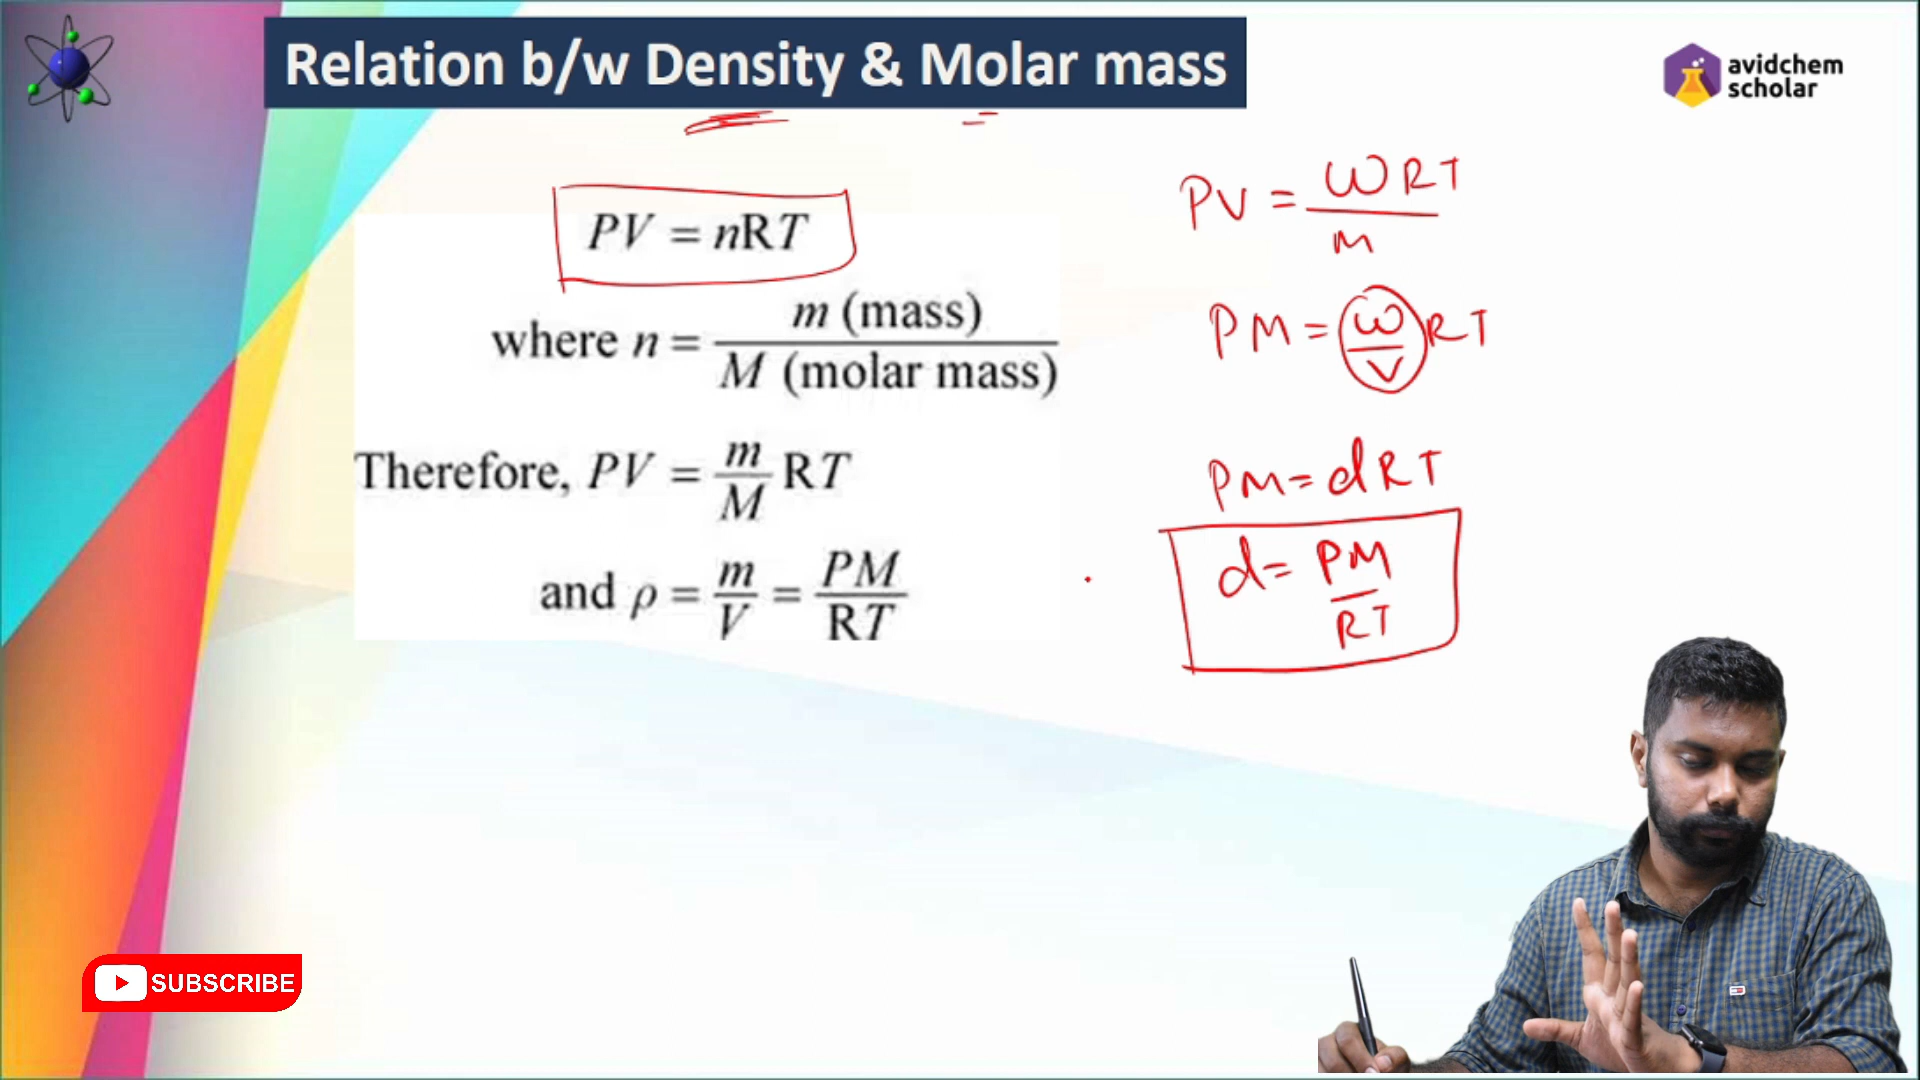 Relation b/w Density & Molar mass
avidchem
scholar
PV = nRT
where n = m (mass) / M (molar mass)
Therefore, PV = m/M RT
and ρ = m/V = PM/RT
PV = WRT/M
PM = W/V RT
PM = dRT
d = PM/RT
SUBSCRIBE